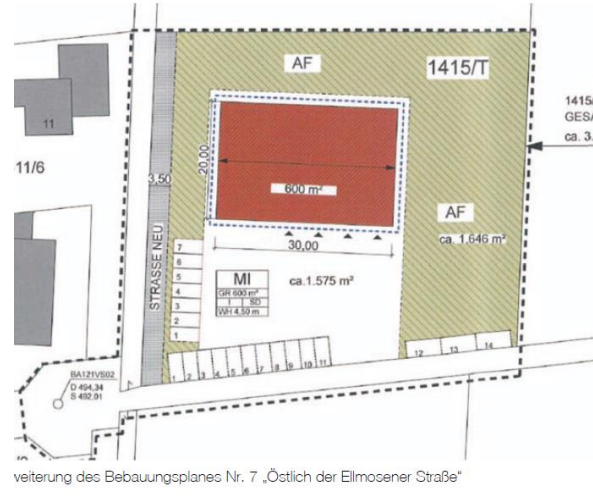 AF
1415/T
1415/
GES/
ca. 3.
11
11/6
20,00
600 m²
3,50
30,00
AF
ca. 1.646 m²
STRASSE NEU
7
6
5
4
3
2
1
MI
ca.1.575 m²
GR 600 m²
I SD
WH 4,50 m
1 2 3 4 5 6 7 8 9 10 11
12 13 14
BA121VS02
D 494,34
S 492,01
veiterung des Bebauungsplanes Nr. 7 „Östlich der Ellmosener Straße"